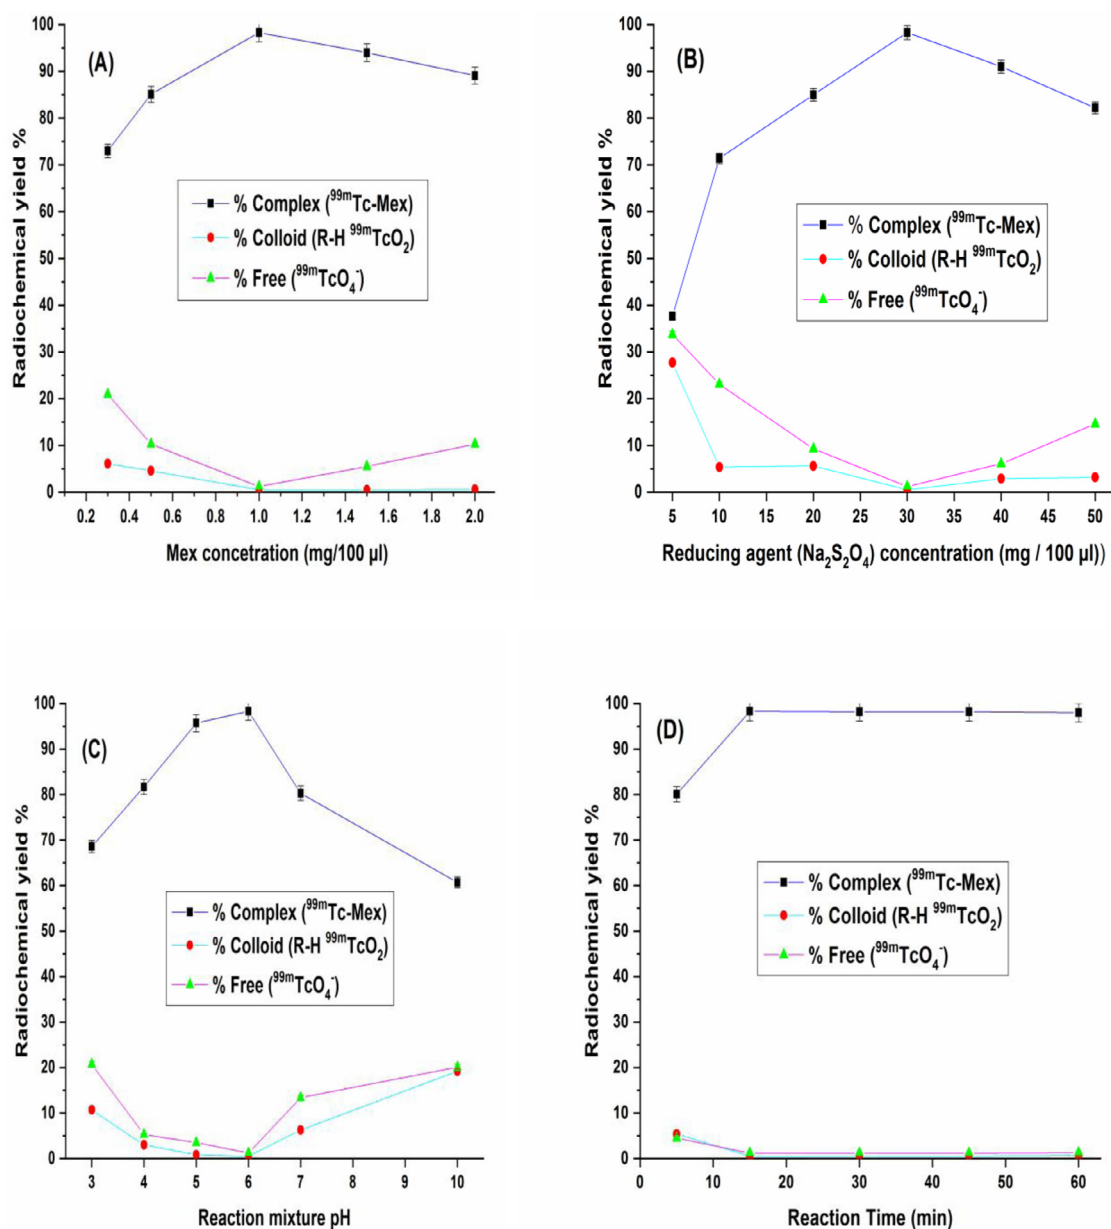 (A)
Radiochemical yield %
100
90
80
70
60
50
40
30
20
10
0
% Complex (⁹⁹ᵐTc-Mex)
% Colloid (R-H ⁹⁹ᵐTcO₂)
% Free (⁹⁹ᵐTcO₄⁻)
0.2 0.4 0.6 0.8 1.0 1.2 1.4 1.6 1.8 2.0
Mex concetration (mg/100 µl)
(B)
Radiochemical yield %
100
90
80
70
60
50
40
30
20
10
0
% Complex (⁹⁹ᵐTc-Mex)
% Colloid (R-H ⁹⁹ᵐTcO₂)
% Free (⁹⁹ᵐTcO₄⁻)
5 10 15 20 25 30 35 40 45 50
Reducing agent (Na₂S₂O₄) concentration (mg / 100 µl))
(C)
Radiochemical yield %
100
90
80
70
60
50
40
30
20
10
0
% Complex (⁹⁹ᵐTc-Mex)
% Colloid (R-H ⁹⁹ᵐTcO₂)
% Free (⁹⁹ᵐTcO₄⁻)
3 4 5 6 7 8 9 10
Reaction mixture pH
(D)
Radiochemical yield %
100
90
80
70
60
50
40
30
20
10
0
% Complex (⁹⁹ᵐTc-Mex)
% Colloid (R-H ⁹⁹ᵐTcO₂)
% Free (⁹⁹ᵐTcO₄⁻)
0 10 20 30 40 50 60
Reaction Time (min)